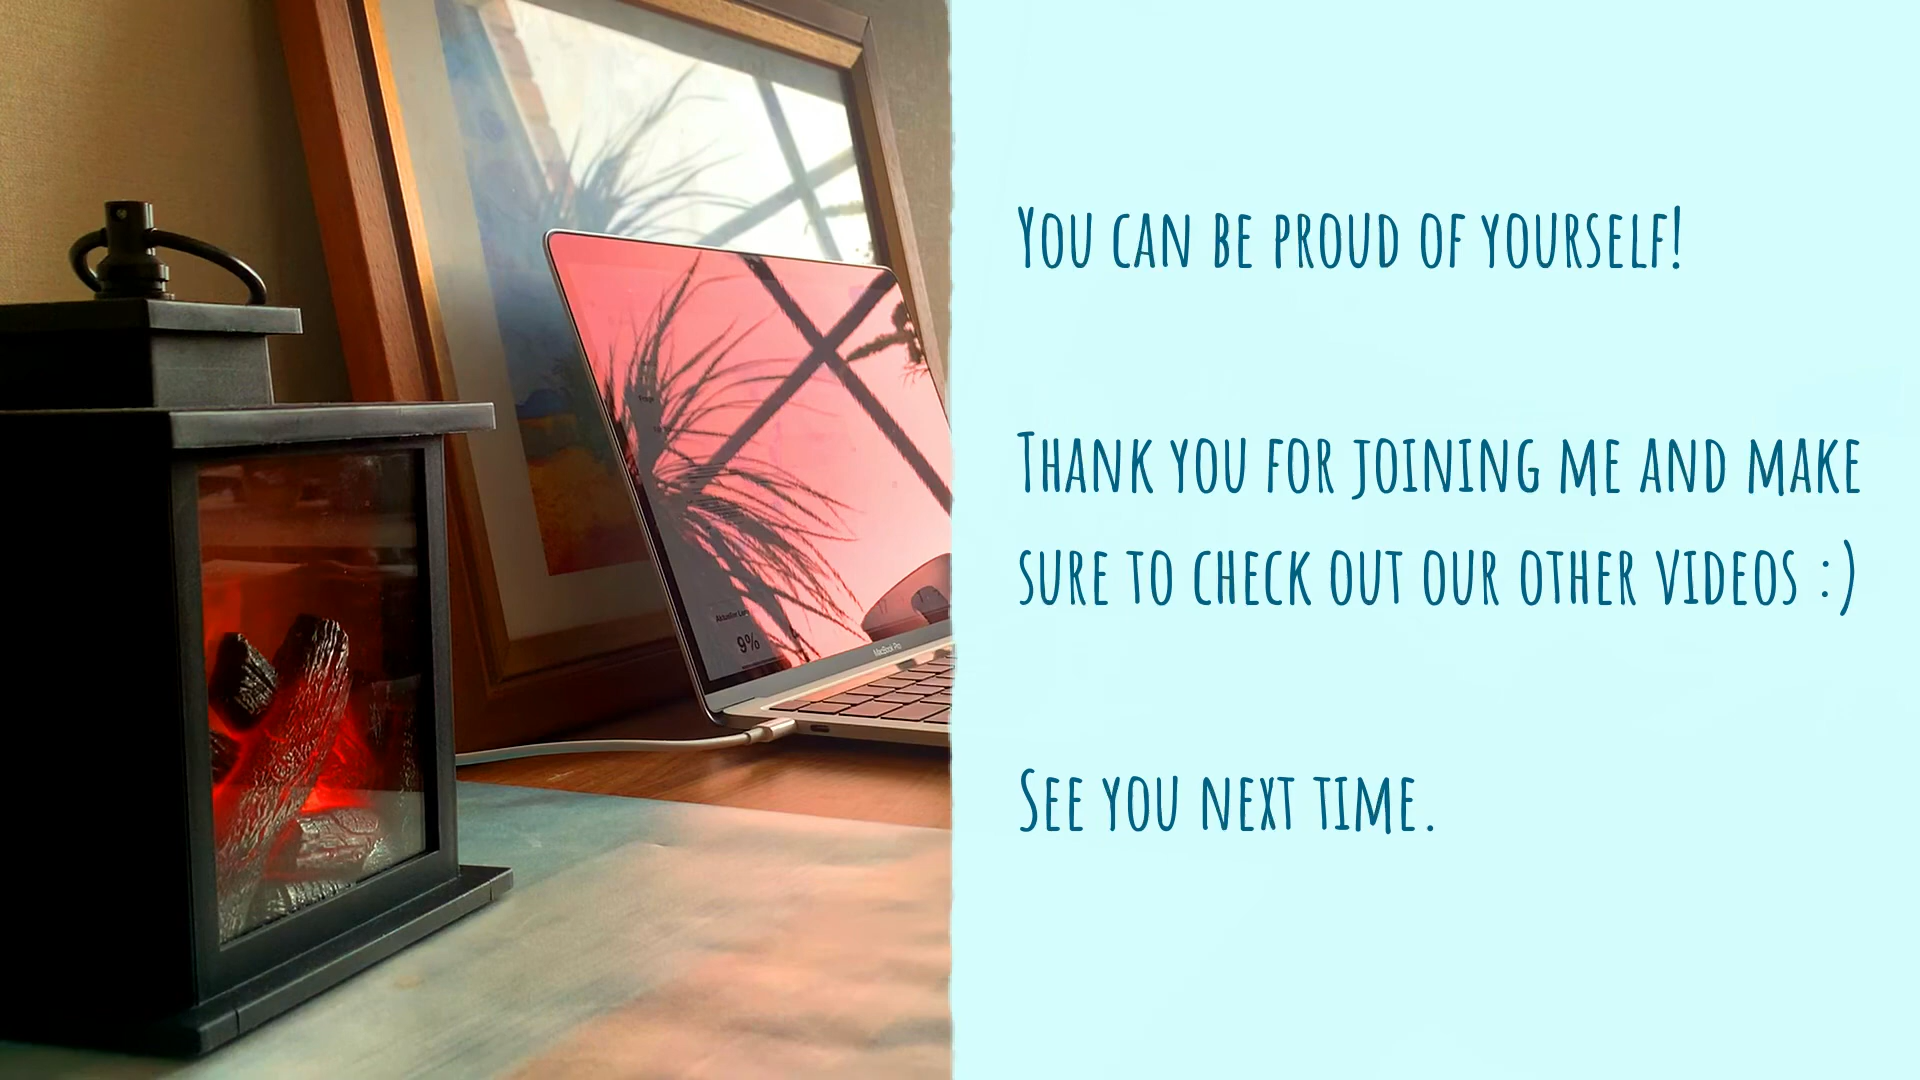 You can be proud of yourself!
Thank you for joining me and make
sure to check out our other videos :)
See you next time.
9%
MacBook Pro